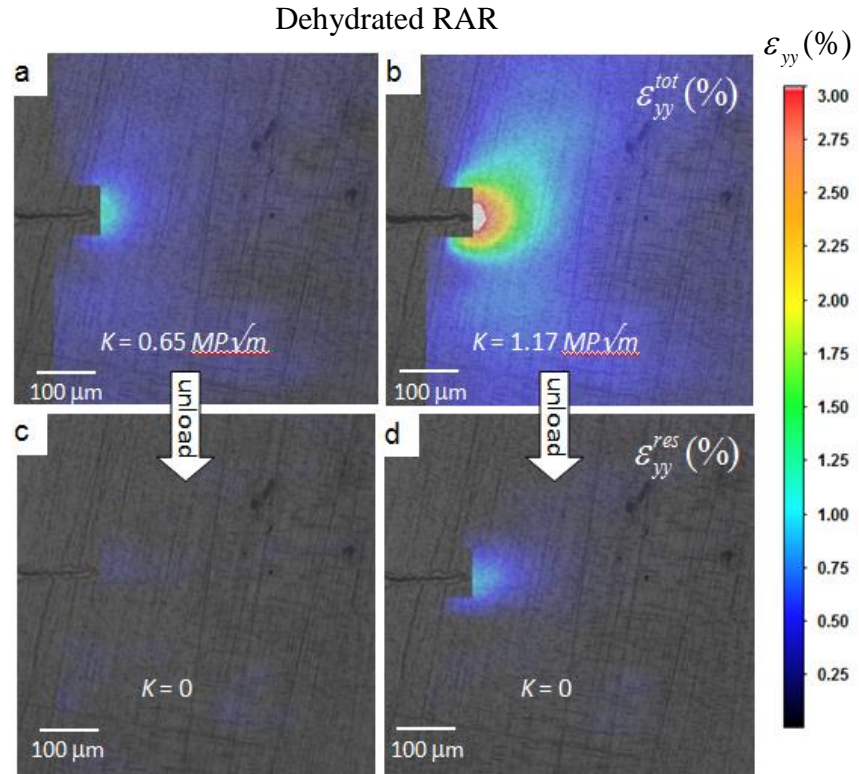 Dehydrated RAR
a
b
ε_yy^tot (%)
K = 0.65 MP√m
K = 1.17 MP√m
100 µm
100 µm
unload
unload
c
d
ε_yy^res (%)
K = 0
K = 0
100 µm
100 µm
ε_yy (%)
3.00
2.75
2.50
2.25
2.00
1.75
1.50
1.25
1.00
0.75
0.50
0.25